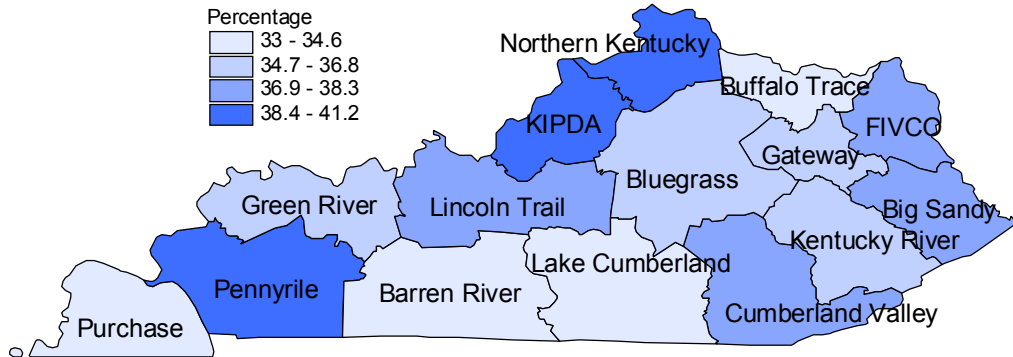 Percentage
33 - 34.6
34.7 - 36.8
36.9 - 38.3
38.4 - 41.2
Northern Kentucky
Buffalo Trace
KIPDA
FIVCO
Gateway
Bluegrass
Green River
Lincoln Trail
Big Sandy
Kentucky River
Lake Cumberland
Pennyrile
Barren River
Cumberland Valley
Purchase